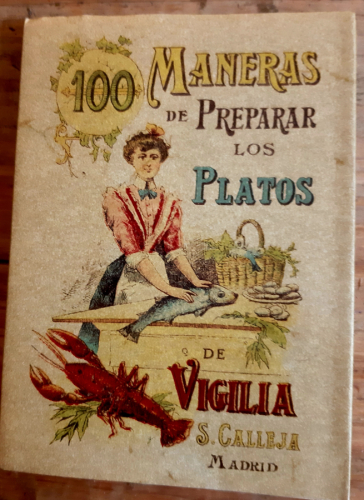 100 MANERAS
DE PREPARAR
LOS
PLATOS
DE
VIGILIA
S. CALLEJA
MADRID